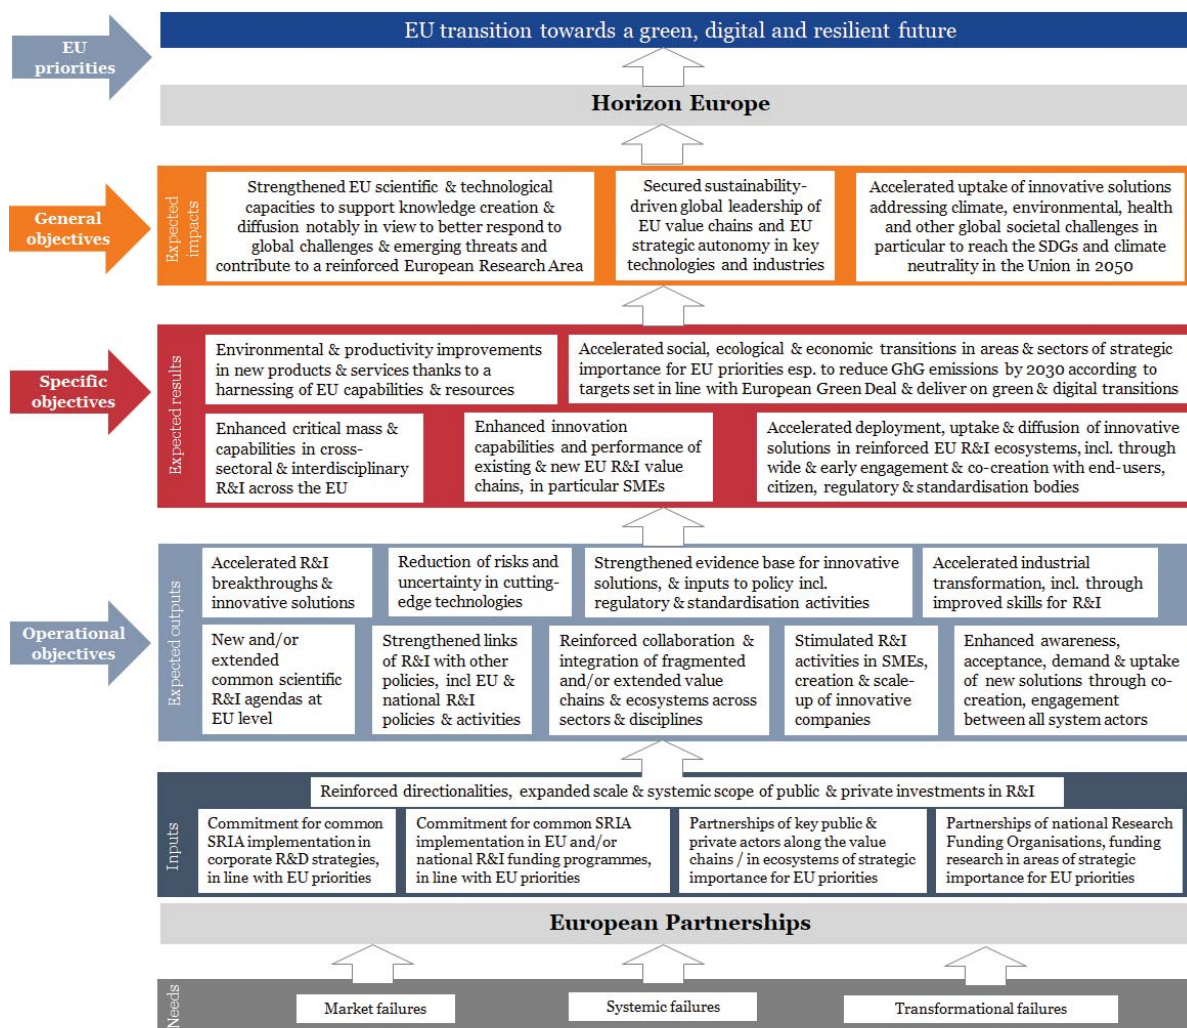 EU transition towards a green, digital and resilient future
EU
priorities
Horizon Europe
General
objectives
Expected
impacts
Strengthened EU scientific & technological
capacities to support knowledge creation &
diffusion notably in view to better respond to
global challenges & emerging threats and
contribute to a reinforced European Research Area
Secured sustainability-
driven global leadership of
EU value chains and EU
strategic autonomy in key
technologies and industries
Accelerated uptake of innovative solutions
addressing climate, environmental, health
and other global societal challenges in
particular to reach the SDGs and climate
neutrality in the Union in 2050
Specific
objectives
Expected results
Environmental & productivity improvements
in new products & services thanks to a
harnessing of EU capabilities & resources
Accelerated social, ecological & economic transitions in areas & sectors of strategic
importance for EU priorities esp. to reduce GhG emissions by 2030 according to
targets set in line with European Green Deal & deliver on green & digital transitions
Enhanced critical mass &
capabilities in cross-
sectoral & interdisciplinary
R&I across the EU
Enhanced innovation
capabilities and performance of
existing & new EU R&I value
chains, in particular SMEs
Accelerated deployment, uptake & diffusion of innovative
solutions in reinforced EU R&I ecosystems, incl. through
wide & early engagement & co-creation with end-users,
citizen, regulatory & standardisation bodies
Operational
objectives
Expected outputs
Accelerated R&I
breakthroughs &
innovative solutions
Reduction of risks and
uncertainty in cutting-
edge technologies
Strengthened evidence base for innovative
solutions, & inputs to policy incl.
regulatory & standardisation activities
Accelerated industrial
transformation, incl. through
improved skills for R&I
New and/or
extended
common scientific
R&I agendas at
EU level
Strengthened links
of R&I with other
policies, incl EU &
national R&I
policies & activities
Reinforced collaboration &
integration of fragmented
and/or extended value
chains & ecosystems across
sectors & disciplines
Stimulated R&I
activities in SMEs,
creation & scale-
up of innovative
companies
Enhanced awareness,
acceptance, demand & uptake
of new solutions through co-
creation, engagement
between all system actors
Inputs
Reinforced directionalities, expanded scale & systemic scope of public & private investments in R&I
Commitment for common
SRIA implementation in
corporate R&D strategies,
in line with EU priorities
Commitment for common SRIA
implementation in EU and/or
national R&I funding programmes,
in line with EU priorities
Partnerships of key public &
private actors along the value
chains / in ecosystems of strategic
importance for EU priorities
Partnerships of national Research
Funding Organisations, funding
research in areas of strategic
importance for EU priorities
European Partnerships
Needs
Market failures
Systemic failures
Transformational failures